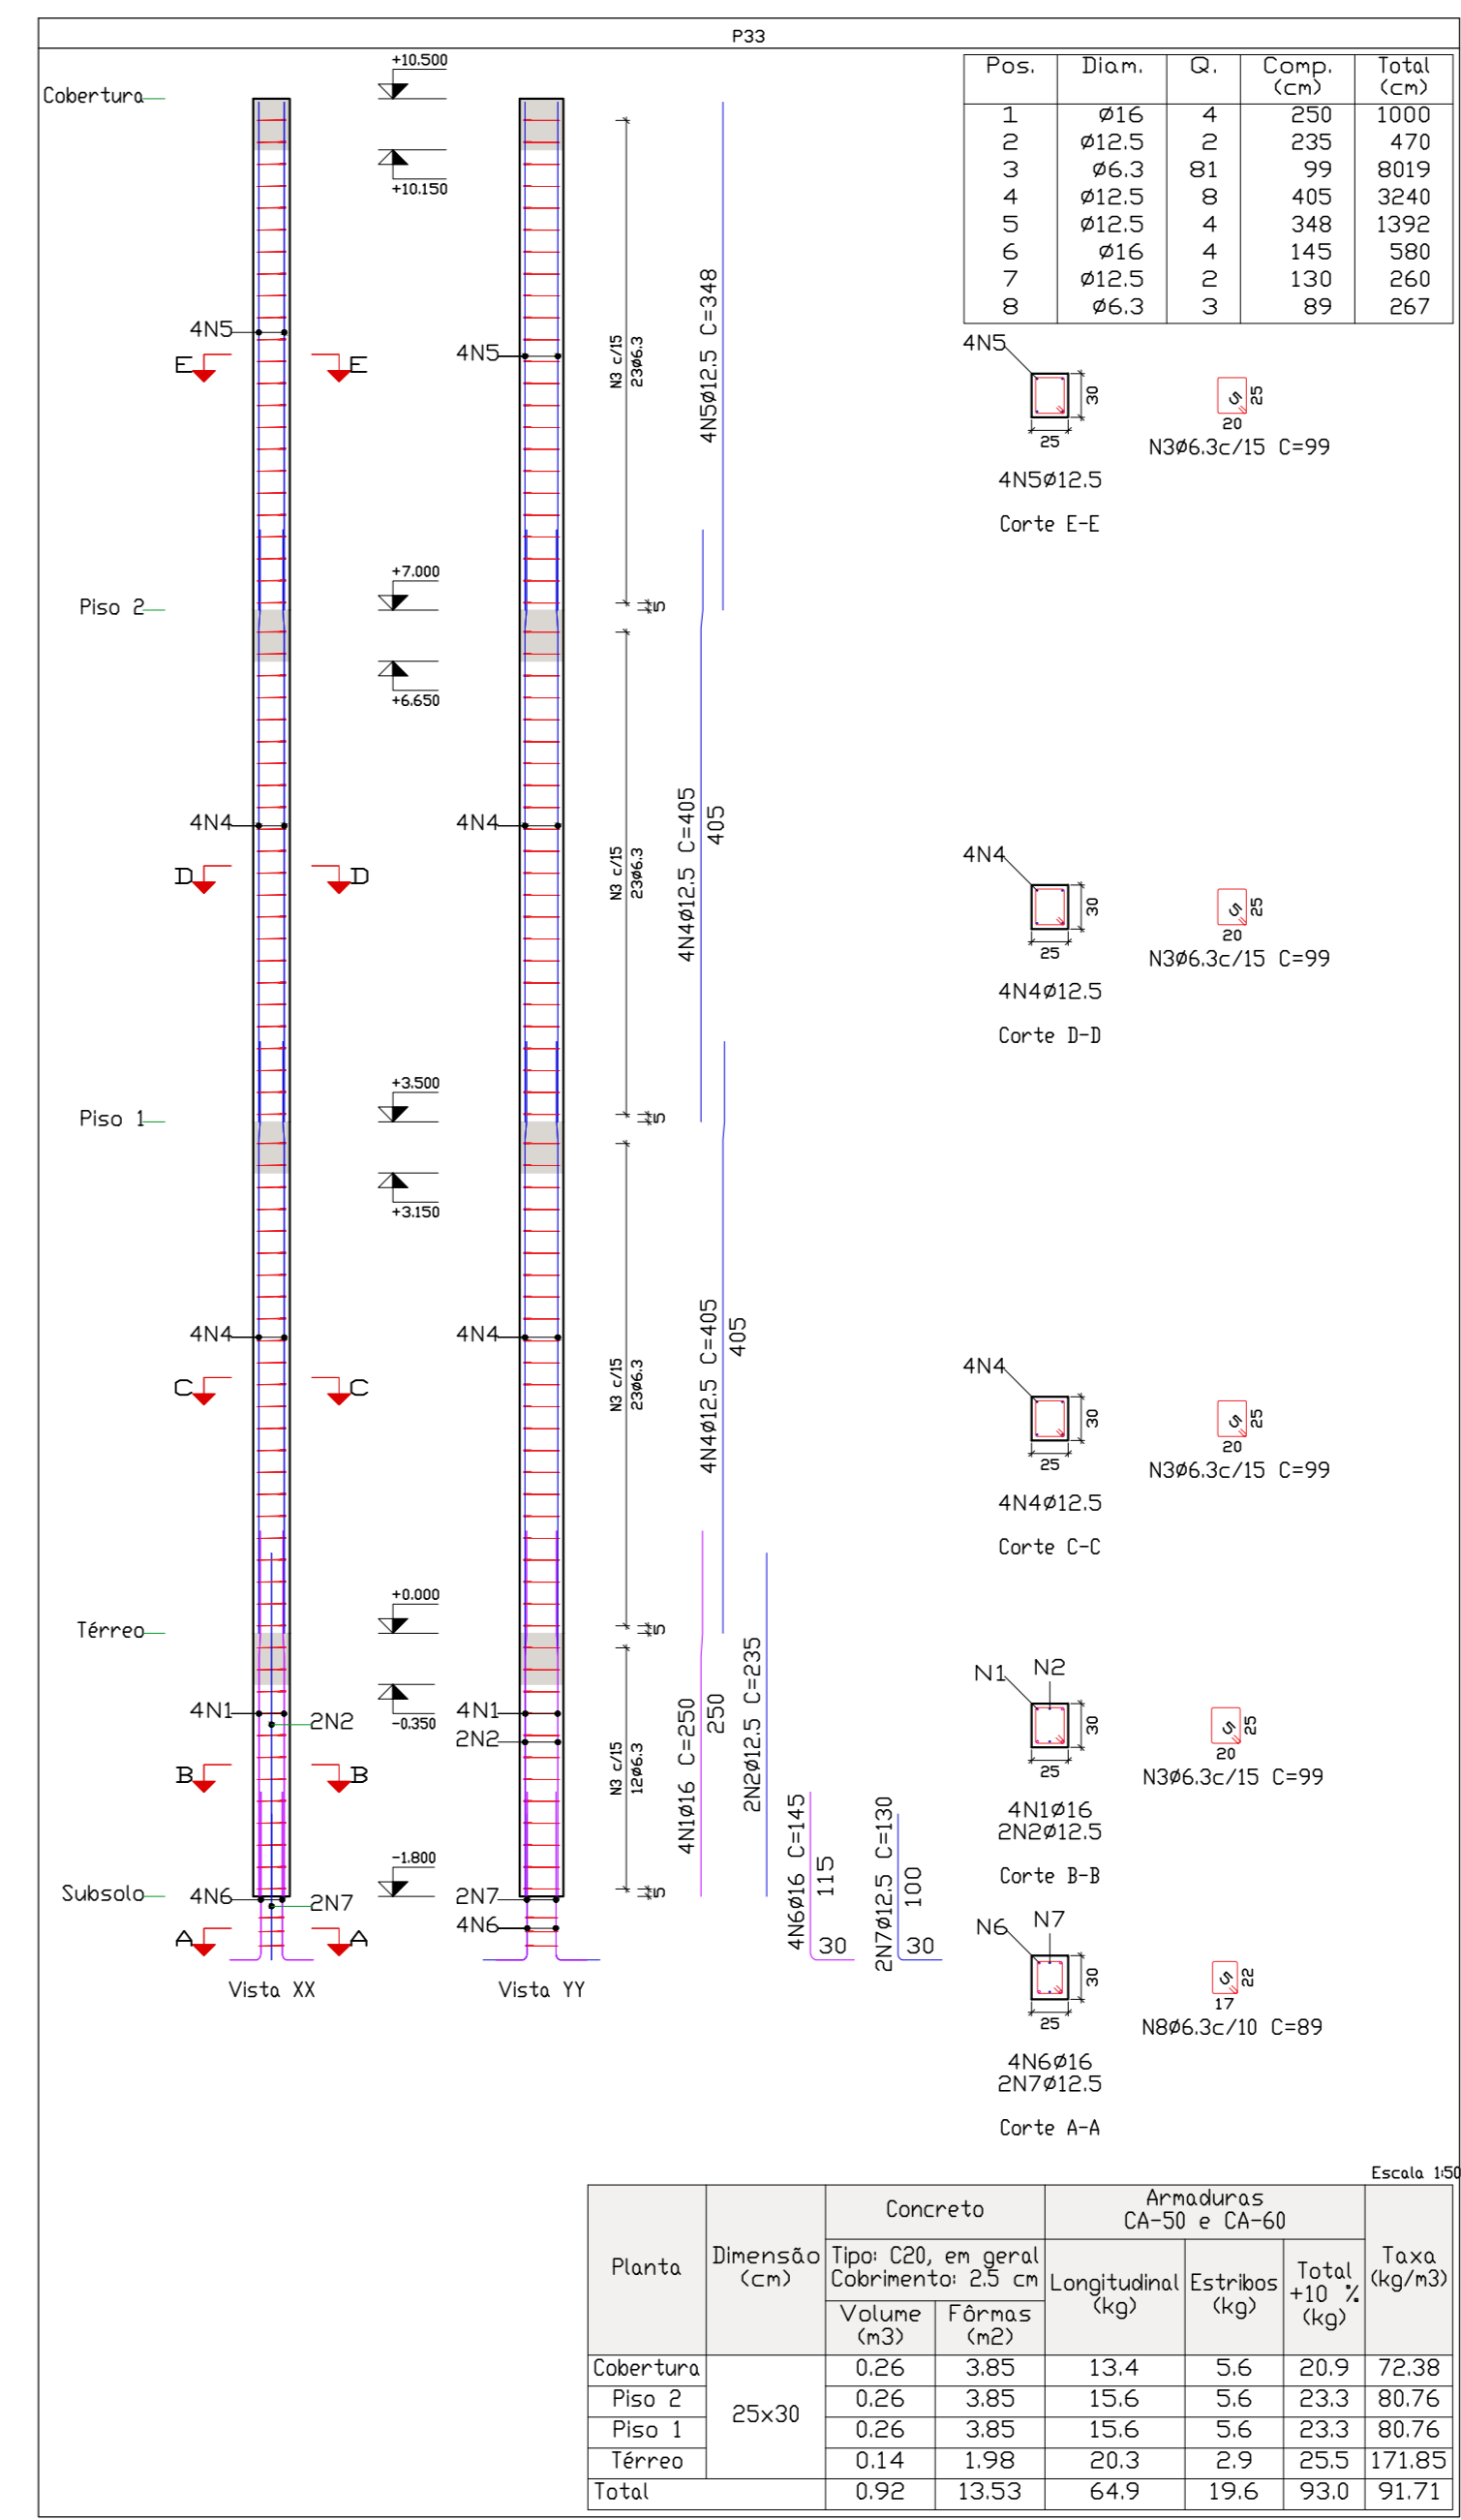 P33
Pos. Diam. Q. Comp. (cm) Total (cm)
1 ø16 4 250 1000
2 ø12.5 2 235 470
3 ø6.3 81 99 8019
4 ø12.5 8 405 3240
5 ø12.5 4 348 1392
6 ø16 4 145 580
7 ø12.5 2 130 260
8 ø6.3 3 89 267
Cobertura
+10.500
+10.150
4N5
4N5
E E
N3 c/15
23ø6.3
4N5ø12.5 C=348
4N5
30
25
4N5ø12.5
Corte E-E
5
25
20
N3ø6.3c/15 C=99
Piso 2
+7.000
+6.650
5
4N4
4N4
D D
N3 c/15
23ø6.3
4N4ø12.5 C=405
405
4N4
30
25
4N4ø12.5
Corte D-D
5
25
20
N3ø6.3c/15 C=99
Piso 1
+3.500
+3.150
5
4N4
4N4
C C
N3 c/15
23ø6.3
4N4ø12.5 C=405
405
4N4
30
25
4N4ø12.5
Corte C-C
5
25
20
N3ø6.3c/15 C=99
Térreo
+0.000
-0.350
5
4N1
2N2
4N1
2N2
B B
N3 c/15
12ø6.3
4N1ø16 C=250
250
2N2ø12.5 C=235
N1 N2
30
25
4N1ø16
2N2ø12.5
Corte B-B
5
25
20
N3ø6.3c/15 C=99
Subsolo
-1.800
5
4N6
2N7
2N7
4N6
A A
4N6ø16 C=145
115
30
2N7ø12.5 C=130
100
30
N6 N7
30
25
4N6ø16
2N7ø12.5
Corte A-A
5
22
17
N8ø6.3c/10 C=89
Vista XX
Vista YY
Escala 1:50
Planta
Dimensão (cm)
Concreto
Tipo: C20, em geral
Cobrimento: 2.5 cm
Volume (m3)
Fôrmas (m2)
Armaduras
CA-50 e CA-60
Longitudinal (kg)
Estribos (kg)
Total +10 % (kg)
Taxa (kg/m3)
Cobertura 0.26 3.85 13.4 5.6 20.9 72.38
Piso 2 0.26 3.85 15.6 5.6 23.3 80.76
25x30
Piso 1 0.26 3.85 15.6 5.6 23.3 80.76
Térreo 0.14 1.98 20.3 2.9 25.5 171.85
Total 0.92 13.53 64.9 19.6 93.0 91.71